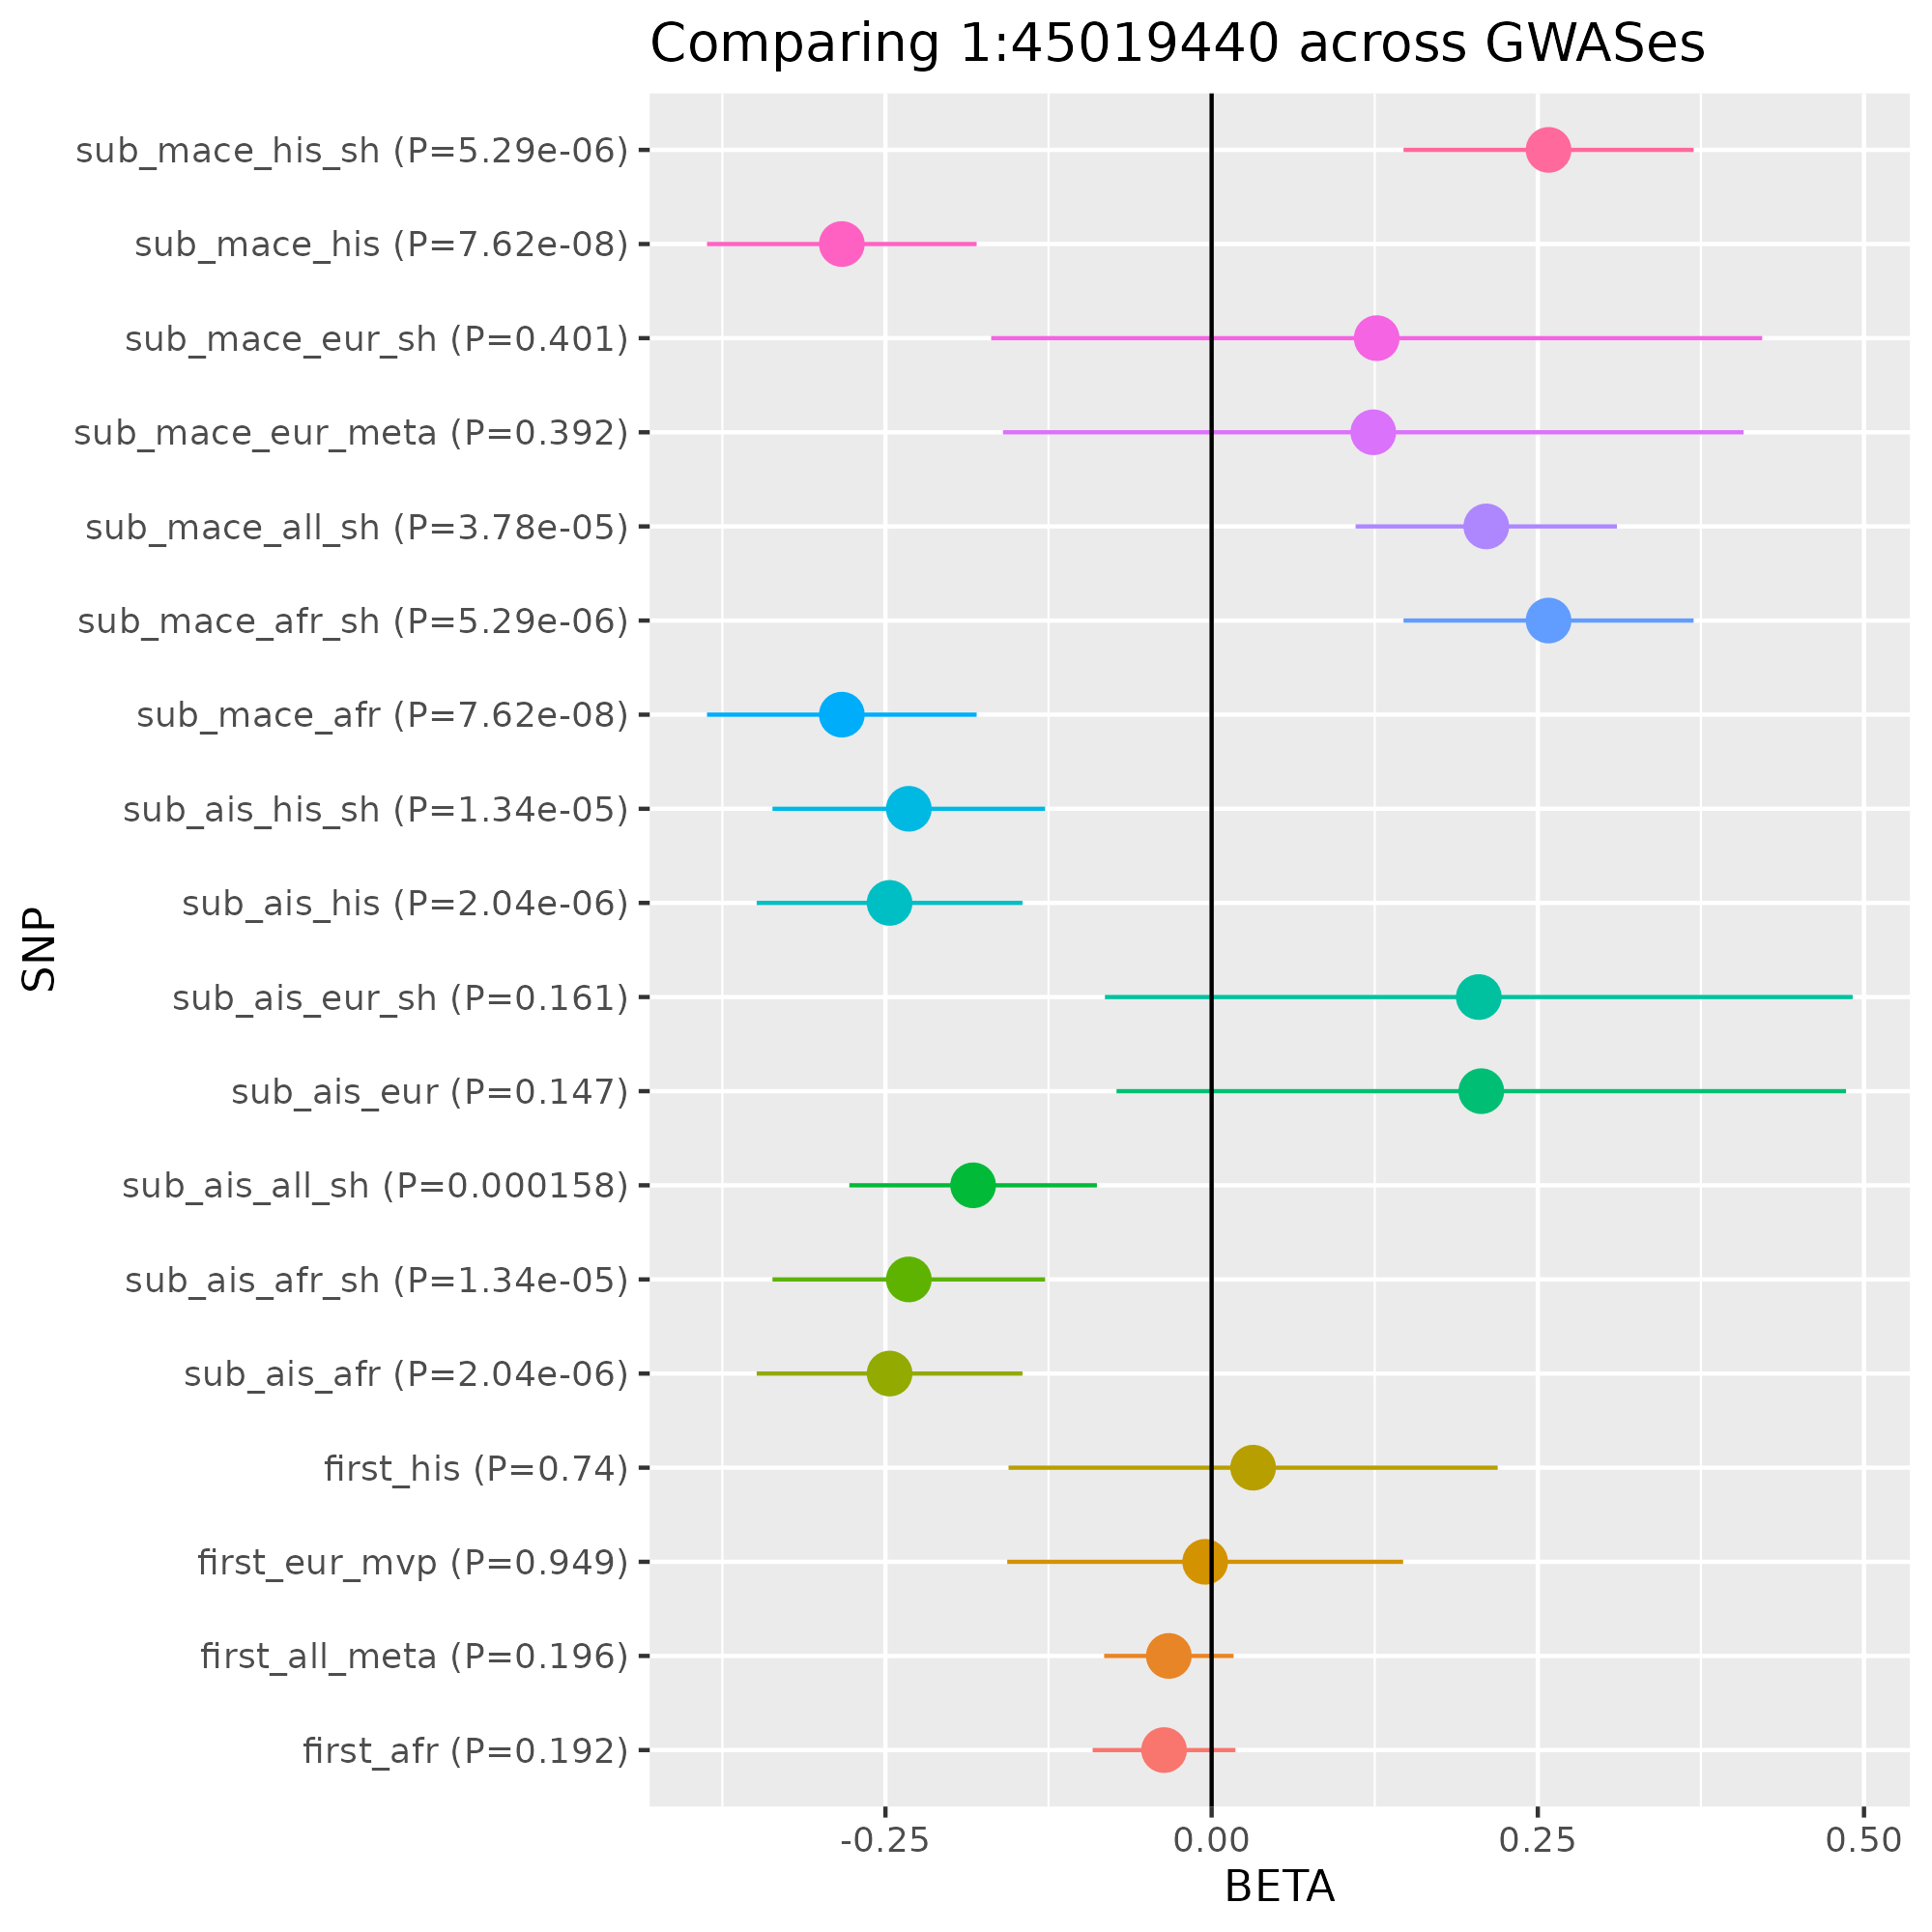 Comparing 1:45019440 across GWASes
sub_mace_his_sh (P=5.29e-06)
sub_mace_his (P=7.62e-08)
sub_mace_eur_sh (P=0.401)
sub_mace_eur_meta (P=0.392)
sub_mace_all_sh (P=3.78e-05)
sub_mace_afr_sh (P=5.29e-06)
sub_mace_afr (P=7.62e-08)
sub_ais_his_sh (P=1.34e-05)
sub_ais_his (P=2.04e-06)
sub_ais_eur_sh (P=0.161)
sub_ais_eur (P=0.147)
sub_ais_all_sh (P=0.000158)
sub_ais_afr_sh (P=1.34e-05)
sub_ais_afr (P=2.04e-06)
first_his (P=0.74)
first_eur_mvp (P=0.949)
first_all_meta (P=0.196)
first_afr (P=0.192)
SNP
-0.25 0.00 0.25 0.50
BETA